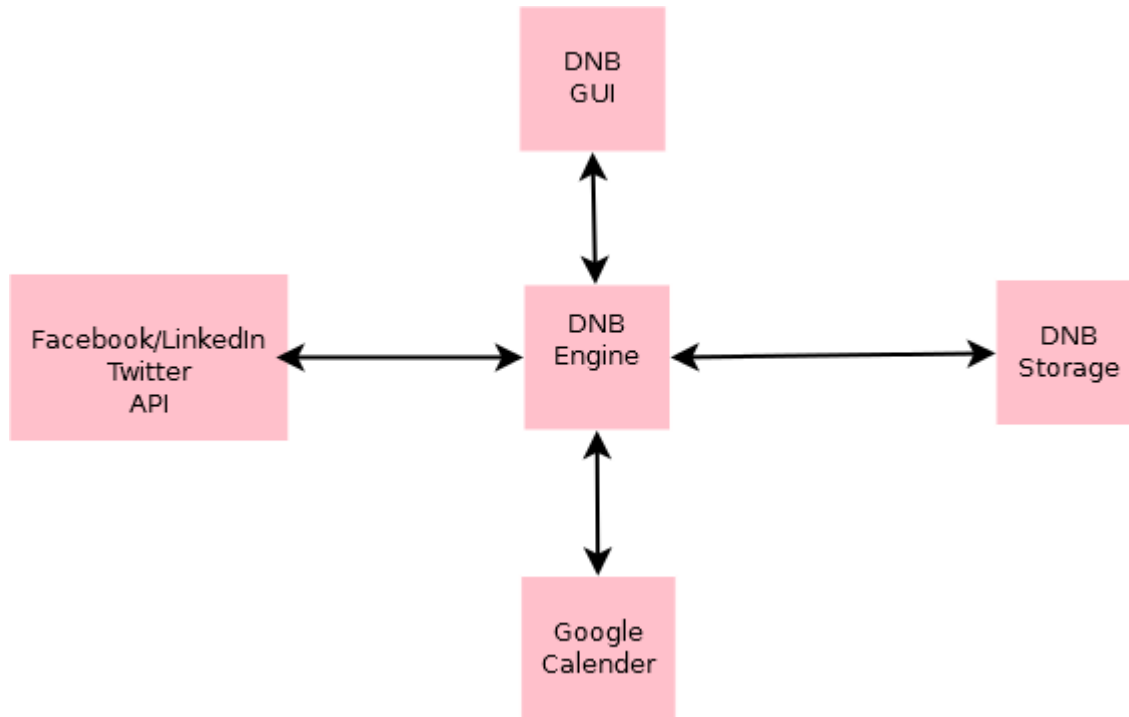 DNB
GUI
Facebook/LinkedIn
Twitter
API
DNB
Engine
DNB
Storage
Google
Calender